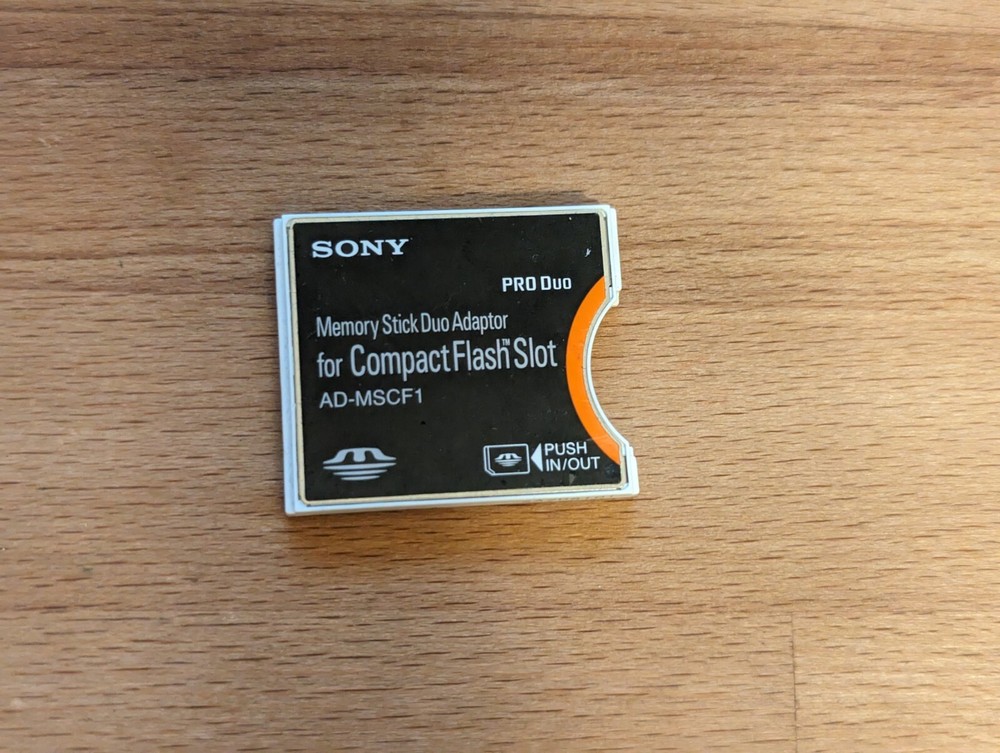 SONY
PRO Duo
Memory Stick Duo Adaptor
for CompactFlash™ Slot
AD-MSCF1
PUSH
IN/OUT